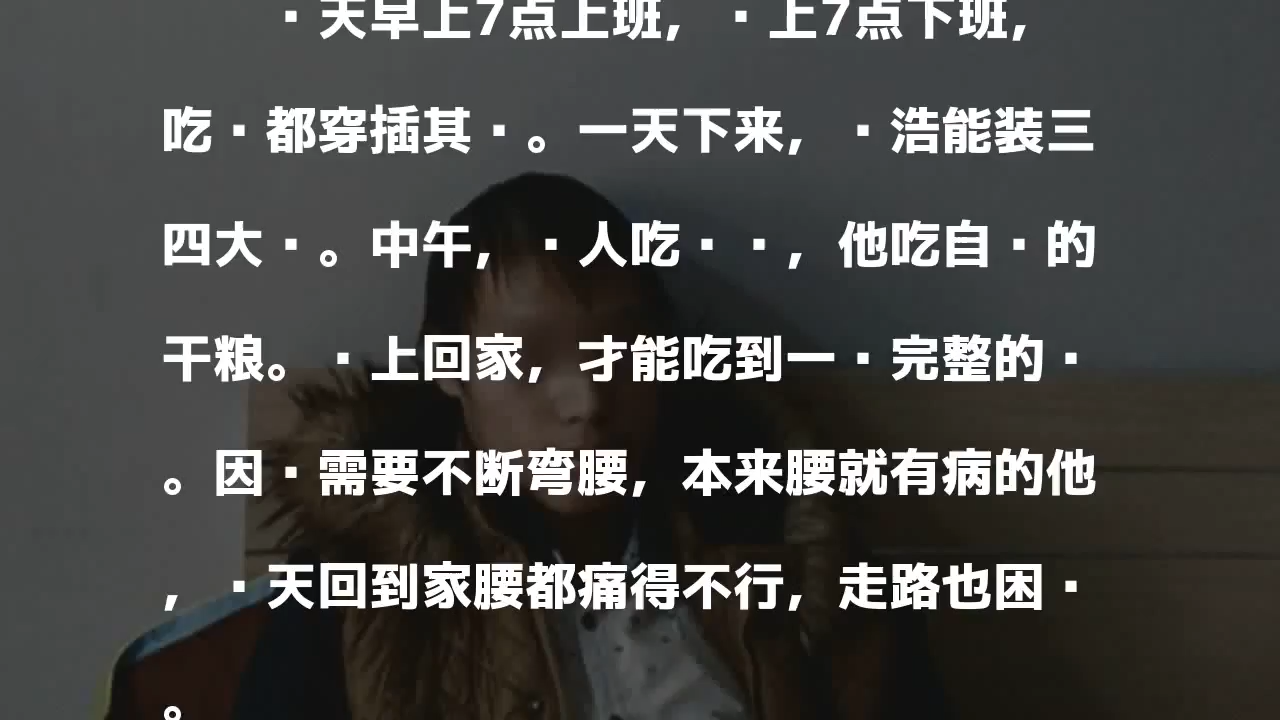 ▪天早上7点上班，▪上7点下班，
吃▪都穿插其▪。一天下来，▪浩能装三
四大▪。中午，▪人吃▪▪，他吃自▪的
干粮。▪上回家，才能吃到一▪完整的▪
。因▪需要不断弯腰，本来腰就有病的他
，▪天回到家腰都痛得不行，走路也困▪
。